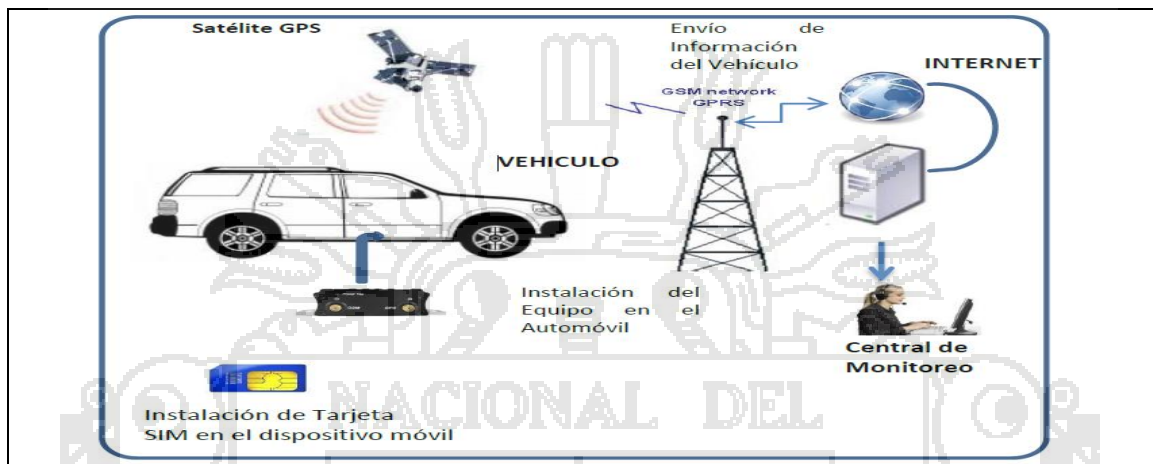 Satélite GPS
Envío de
Información
del Vehículo
INTERNET
GSM network
GPRS
VEHICULO
Instalación del
Equipo en el
Automóvil
Central de
Monitoreo
Instalación de Tarjeta
SIM en el dispositivo móvil
NACIONAL DEL